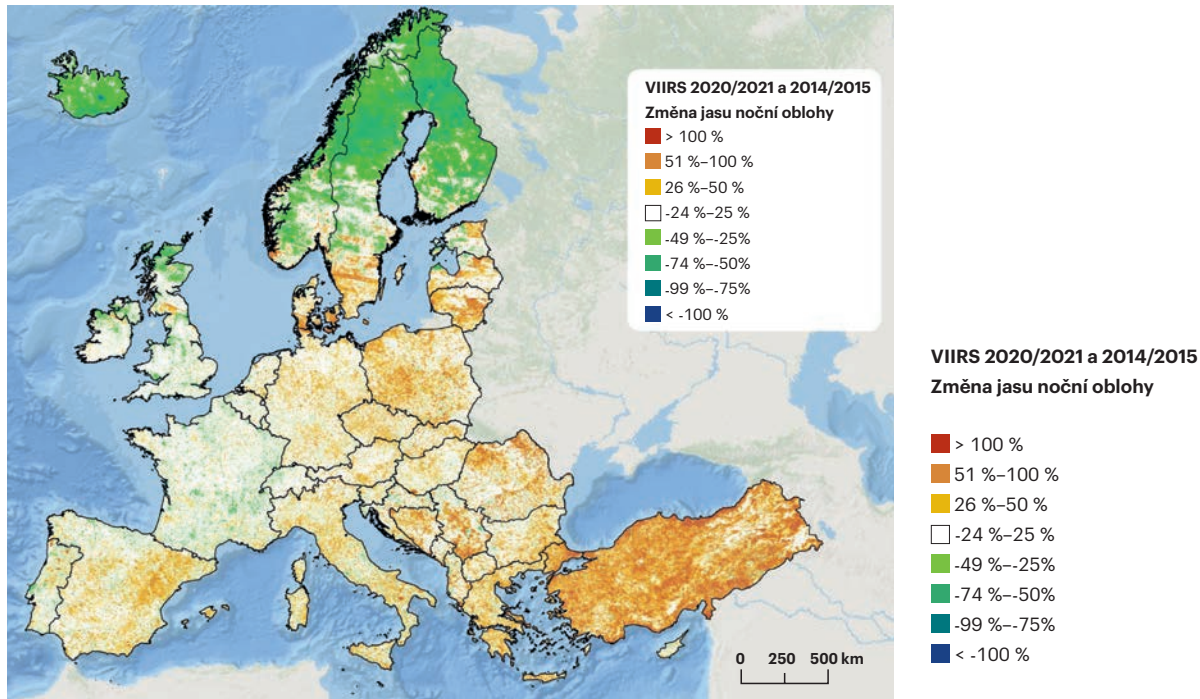 VIIRS 2020/2021 a 2014/2015
Změna jasu noční oblohy
> 100 %
51 %–100 %
26 %–50 %
-24 %–25 %
-49 %–-25%
-74 %–-50%
-99 %–-75%
< -100 %
0 250 500 km
VIIRS 2020/2021 a 2014/2015
Změna jasu noční oblohy
> 100 %
51 %–100 %
26 %–50 %
-24 %–25 %
-49 %–-25%
-74 %–-50%
-99 %–-75%
< -100 %